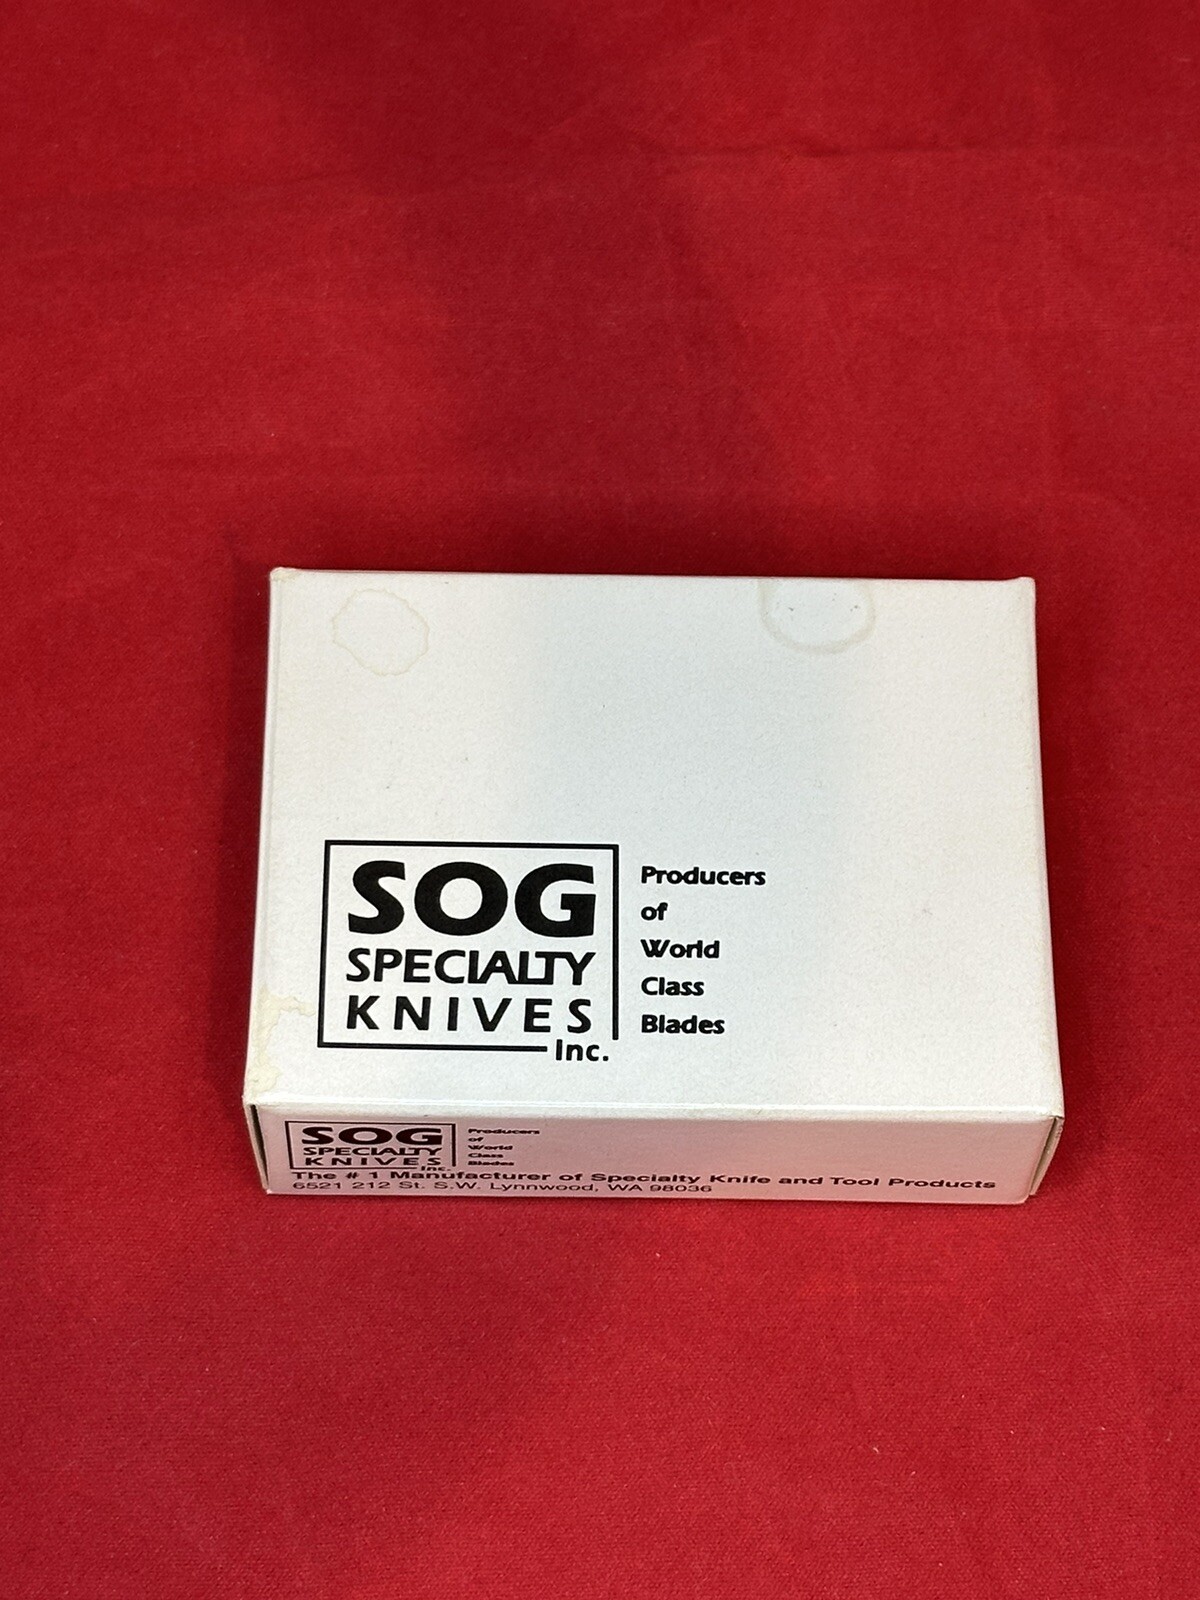 SOG
SPECIALTY
KNIVES
Inc.
Producers
of
World
Class
Blades
SOG
SPECIALTY
KNIVES
Inc.
Producers
of
World
Class
Blades
The # 1 Manufacturer of Specialty Knife and Tool Products
6521 212 St. S.W. Lynnwood, WA 98036